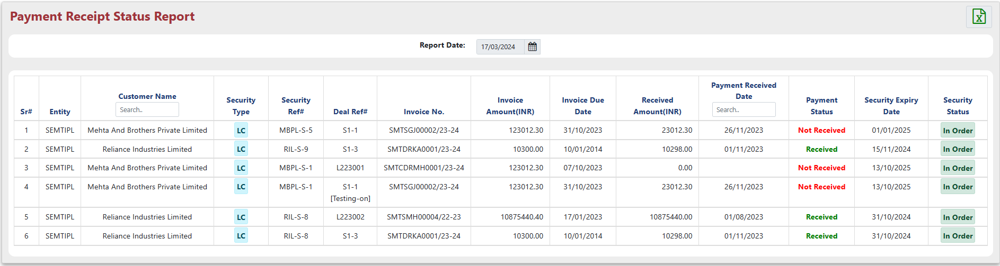 Payment Receipt Status Report
X
Report Date: 17/03/2024
Sr# Entity Customer Name Search.. Security Type Security Ref# Deal Ref# Invoice No. Invoice Amount(INR) Invoice Due Date Received Amount(INR) Payment Received Date Search.. Payment Status Security Expiry Date Security Status
1 SEMTIPL Mehta And Brothers Private Limited LC MBPL-S-5 S1-1 SMTSGJ00002/23-24 123012.30 31/10/2023 23012.30 26/11/2023 Not Received 01/01/2025 In Order
2 SEMTIPL Reliance Industries Limited LC RIL-S-9 S1-3 SMTDRKA0001/23-24 10300.00 10/01/2014 10298.00 01/11/2023 Received 15/11/2024 In Order
3 SEMTIPL Mehta And Brothers Private Limited LC MBPL-S-1 L223001 SMTCDRMH0001/23-24 123012.30 07/10/2023 0.00 Not Received 13/10/2025 In Order
4 SEMTIPL Mehta And Brothers Private Limited LC MBPL-S-1 S1-1 SMTSGJ00002/23-24 123012.30 31/10/2023 23012.30 26/11/2023 Not Received 13/10/2025 In Order
[Testing-on]
5 SEMTIPL Reliance Industries Limited LC RIL-S-8 L223002 SMTSMH00004/22-23 10875440.40 17/01/2023 10875440.00 01/08/2023 Received 31/10/2024 In Order
6 SEMTIPL Reliance Industries Limited LC RIL-S-8 S1-3 SMTDRKA0001/23-24 10300.00 10/01/2014 10298.00 01/11/2023 Received 31/10/2024 In Order